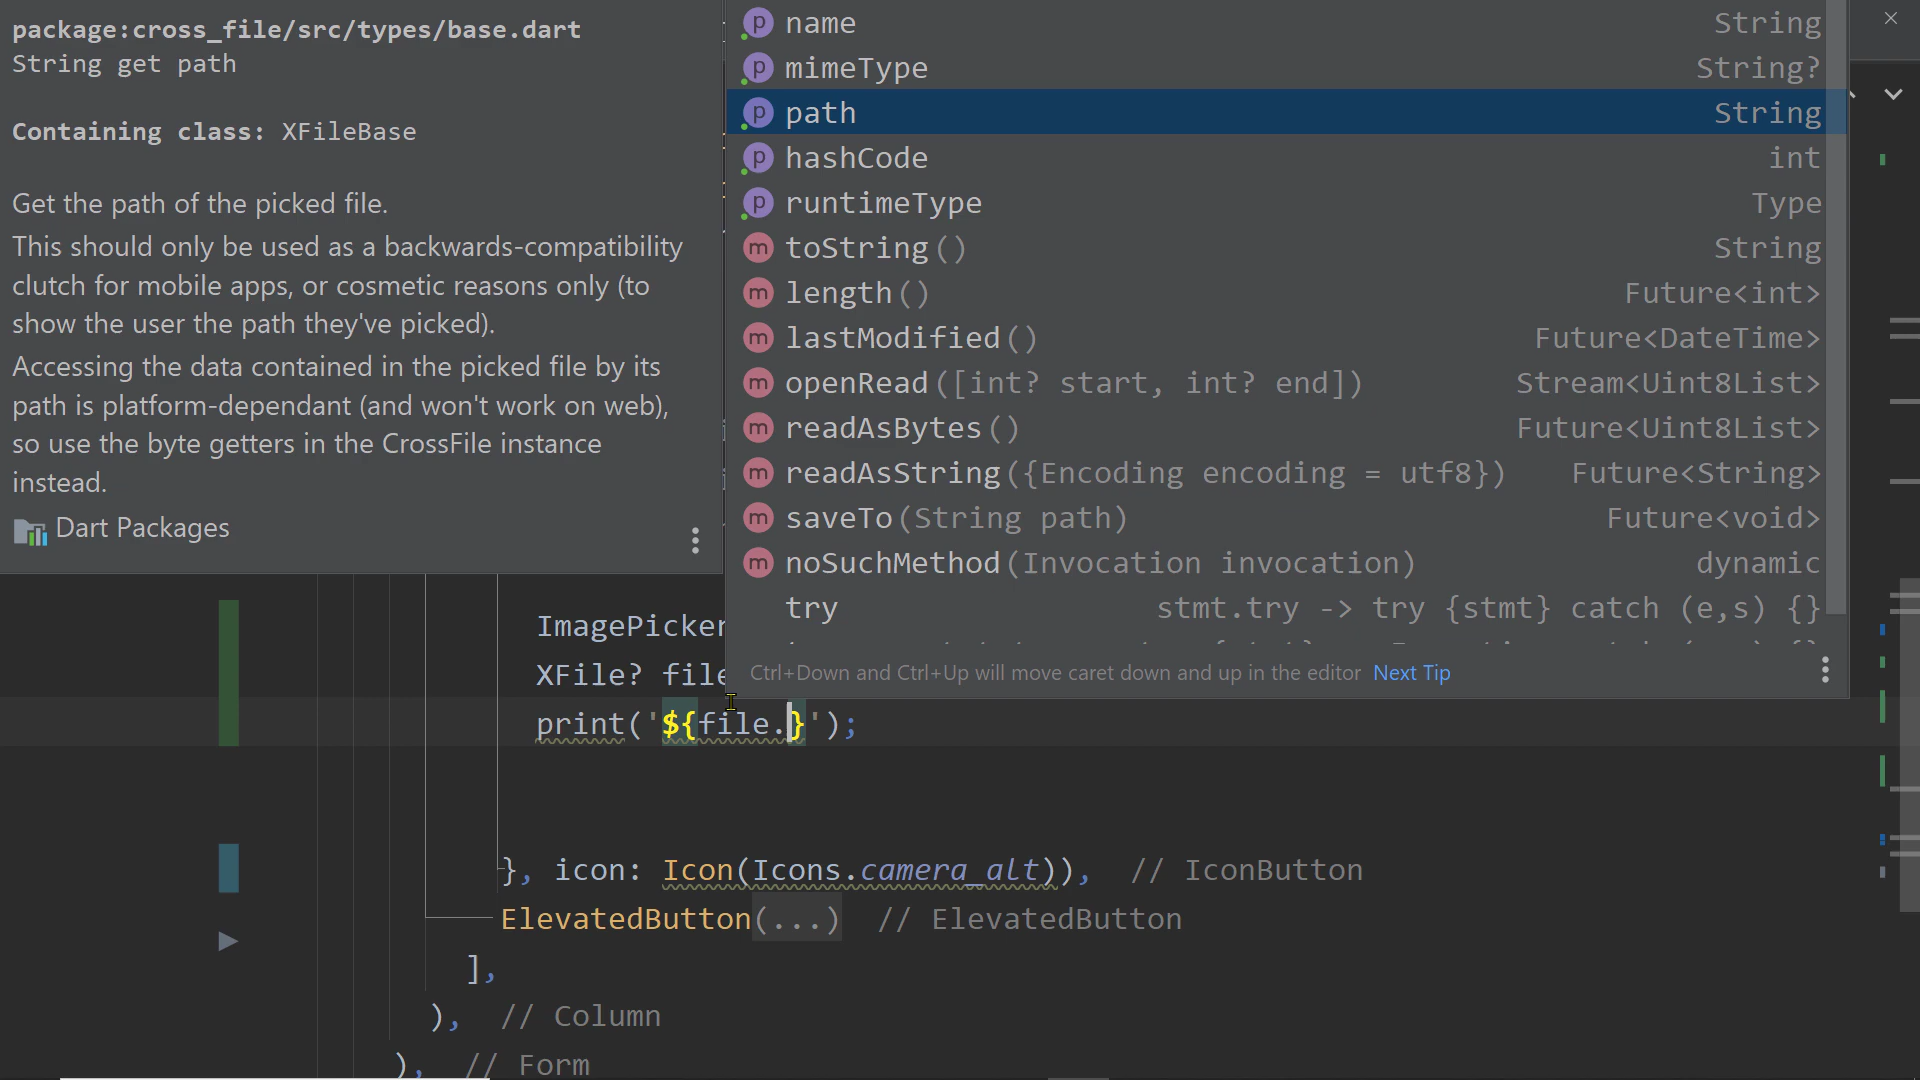 package:cross_file/src/types/base.dart
String get path
Containing class: XFileBase
Get the path of the picked file.
This should only be used as a backwards-compatibility
clutch for mobile apps, or cosmetic reasons only (to
show the user the path they've picked).
Accessing the data contained in the picked file by its
path is platform-dependant (and won't work on web),
so use the byte getters in the CrossFile instance
instead.
Dart Packages
p name String
p mimeType String?
p path String
p hashCode int
p runtimeType Type
m toString() String
m length() Future<int>
m lastModified() Future<DateTime>
m openRead([int? start, int? end]) Stream<Uint8List>
m readAsBytes() Future<Uint8List>
m readAsString({Encoding encoding = utf8}) Future<String>
m saveTo(String path) Future<void>
m noSuchMethod(Invocation invocation) dynamic
try stmt.try -> try {stmt} catch (e,s) {}
Ctrl+Down and Ctrl+Up will move caret down and up in the editor Next Tip
ImagePicker
XFile? file
print('${file.}');
}, icon: Icon(Icons.camera_alt)), // IconButton
ElevatedButton(...) // ElevatedButton
],
), // Column
), // Form